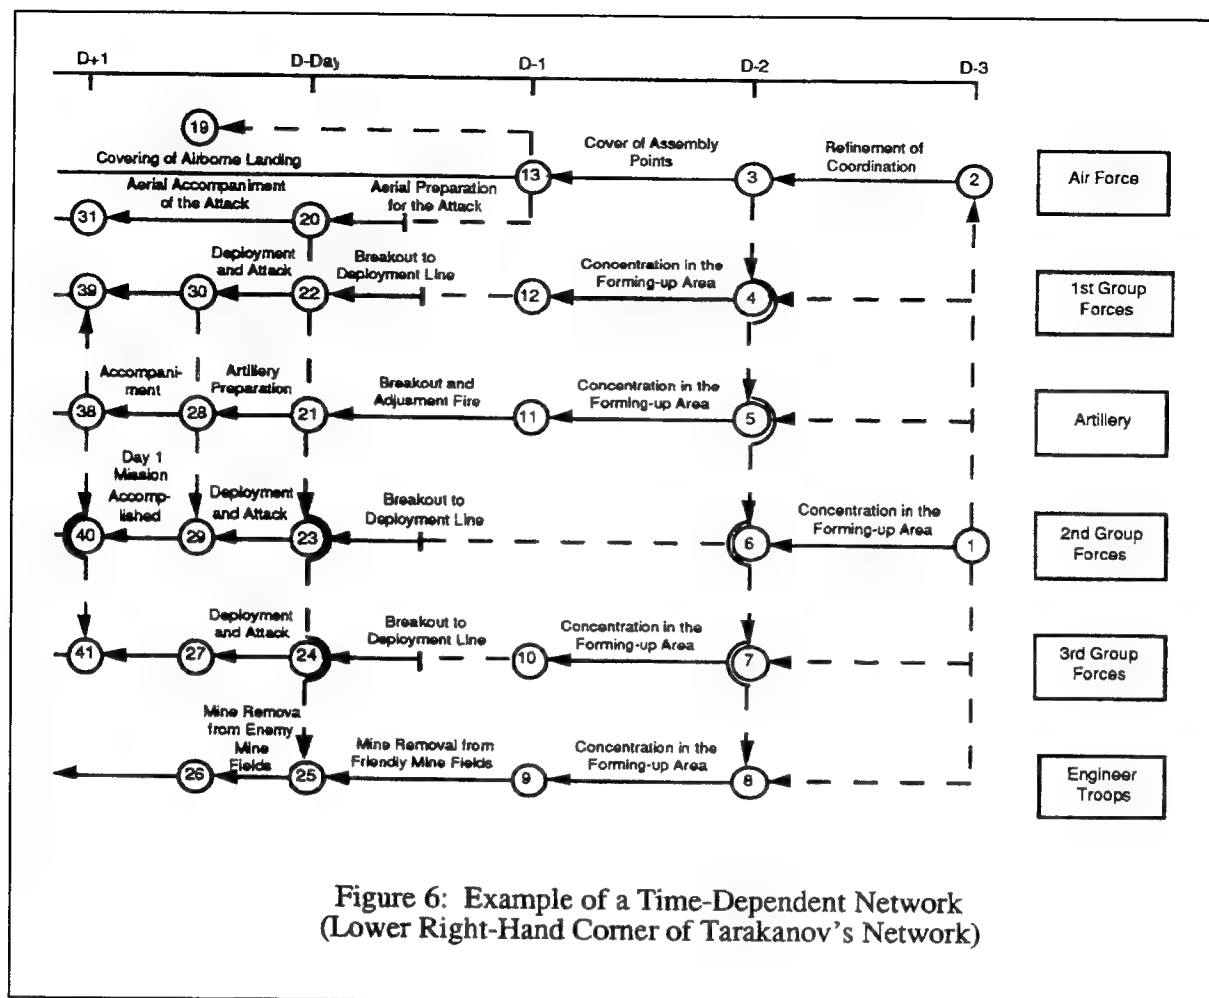 D+1 D-Day D-1 D-2 D-3
19
Covering of Airborne Landing
13
Cover of Assembly
Points
3
Refinement of
Coordination
2
Air Force
31
Aerial Accompaniment
of the Attack
20
Aerial Preparation
for the Attack
39
30
Deployment
and Attack
22
Breakout to
Deployment Line
12
Concentration in the
Forming-up Area
4
1st Group
Forces
38
Accompani-
ment
28
Artillery
Preparation
21
Breakout and
Adjusment Fire
11
Concentration in the
Forming-up Area
5
Artillery
40
Day 1
Mission
Accomp-
lished
29
Deployment
and Attack
23
Breakout to
Deployment Line
6
Concentration in the
Forming-up Area
1
2nd Group
Forces
41
27
Deployment
and Attack
24
Breakout to
Deployment Line
10
Concentration in the
Forming-up Area
7
3rd Group
Forces
26
Mine Remova
from Enemy
Mine
Fields
25
Mine Removal from
Friendly Mine Fields
9
Concentration in the
Forming-up Area
8
Engineer
Troops
Figure 6: Example of a Time-Dependent Network
(Lower Right-Hand Corner of Tarakanov's Network)